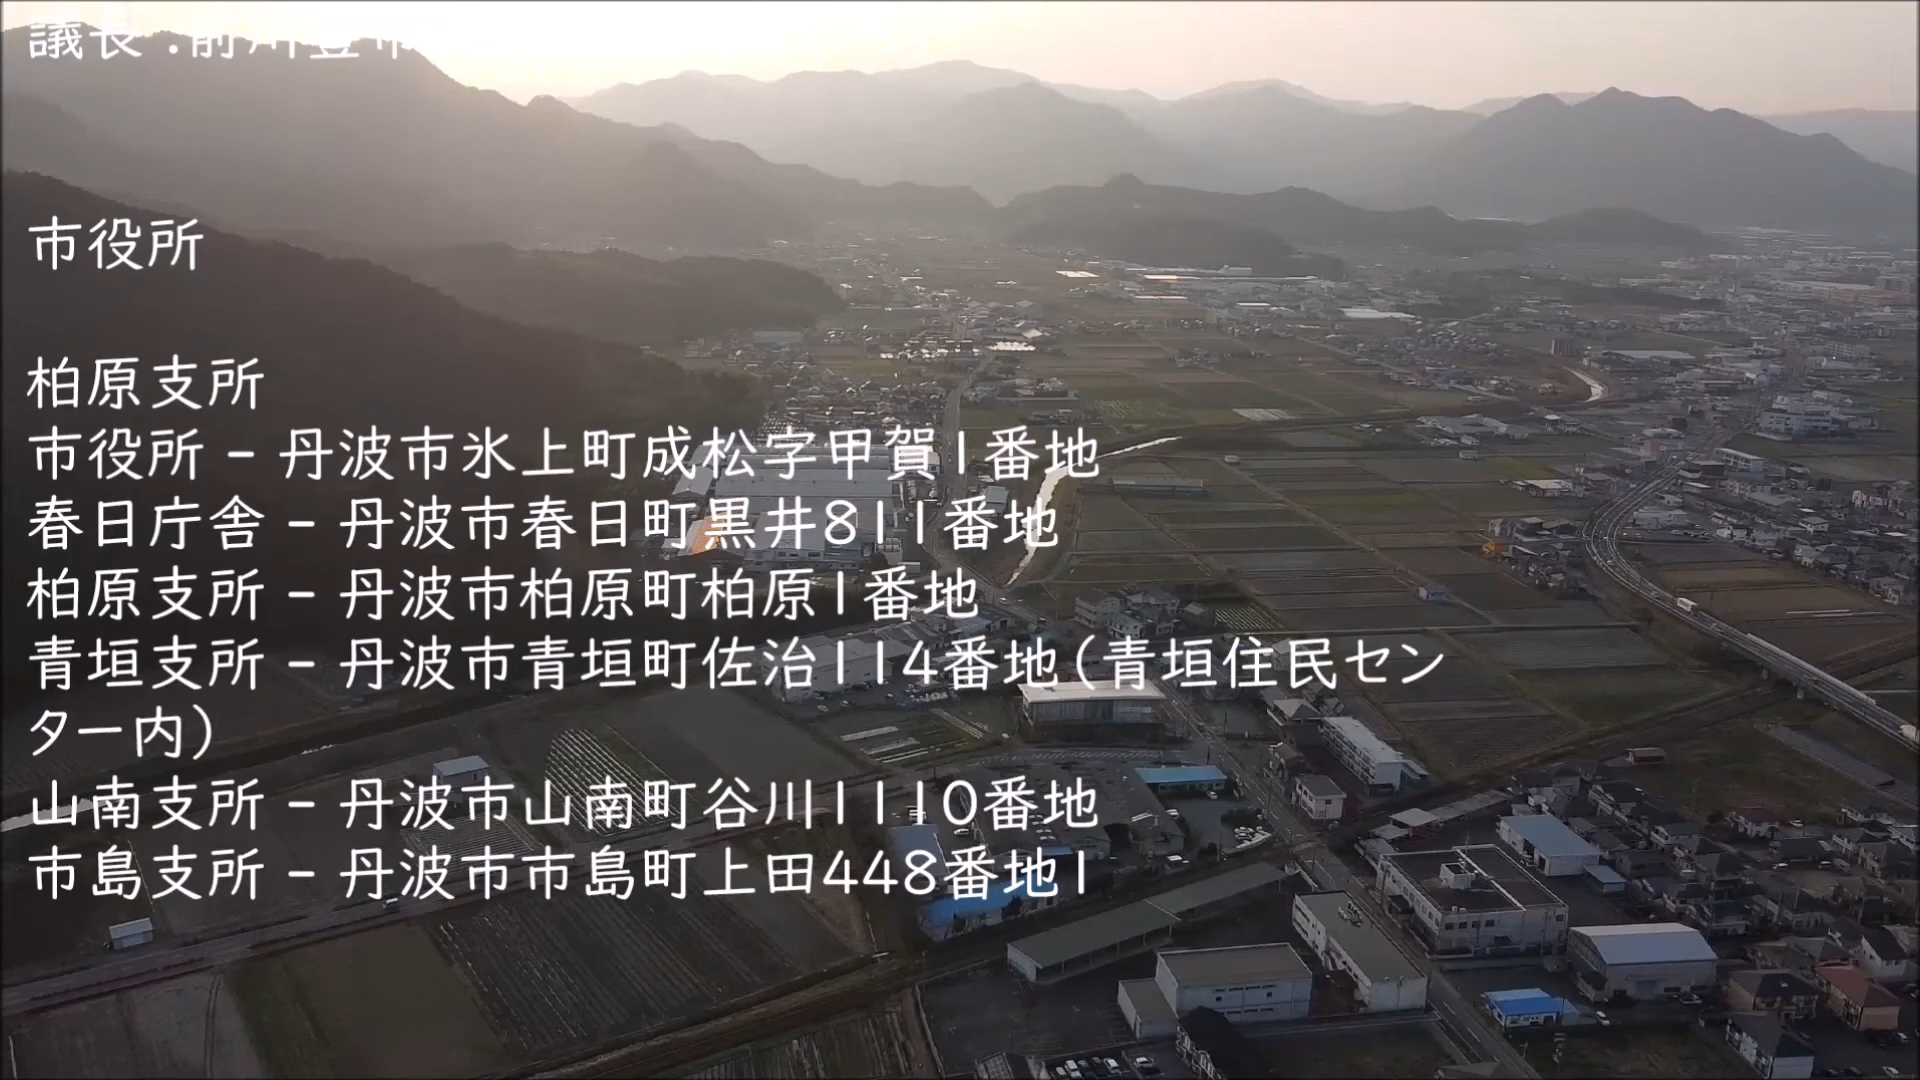 議長 : 前川豊市
市役所
柏原支所
市役所 – 丹波市氷上町成松字甲賀1番地
春日庁舎 – 丹波市春日町黒井811番地
柏原支所 – 丹波市柏原町柏原1番地
青垣支所 – 丹波市青垣町佐治114番地(青垣住民セン
ター内)
山南支所 – 丹波市山南町谷川1110番地
市島支所 – 丹波市市島町上田448番地1